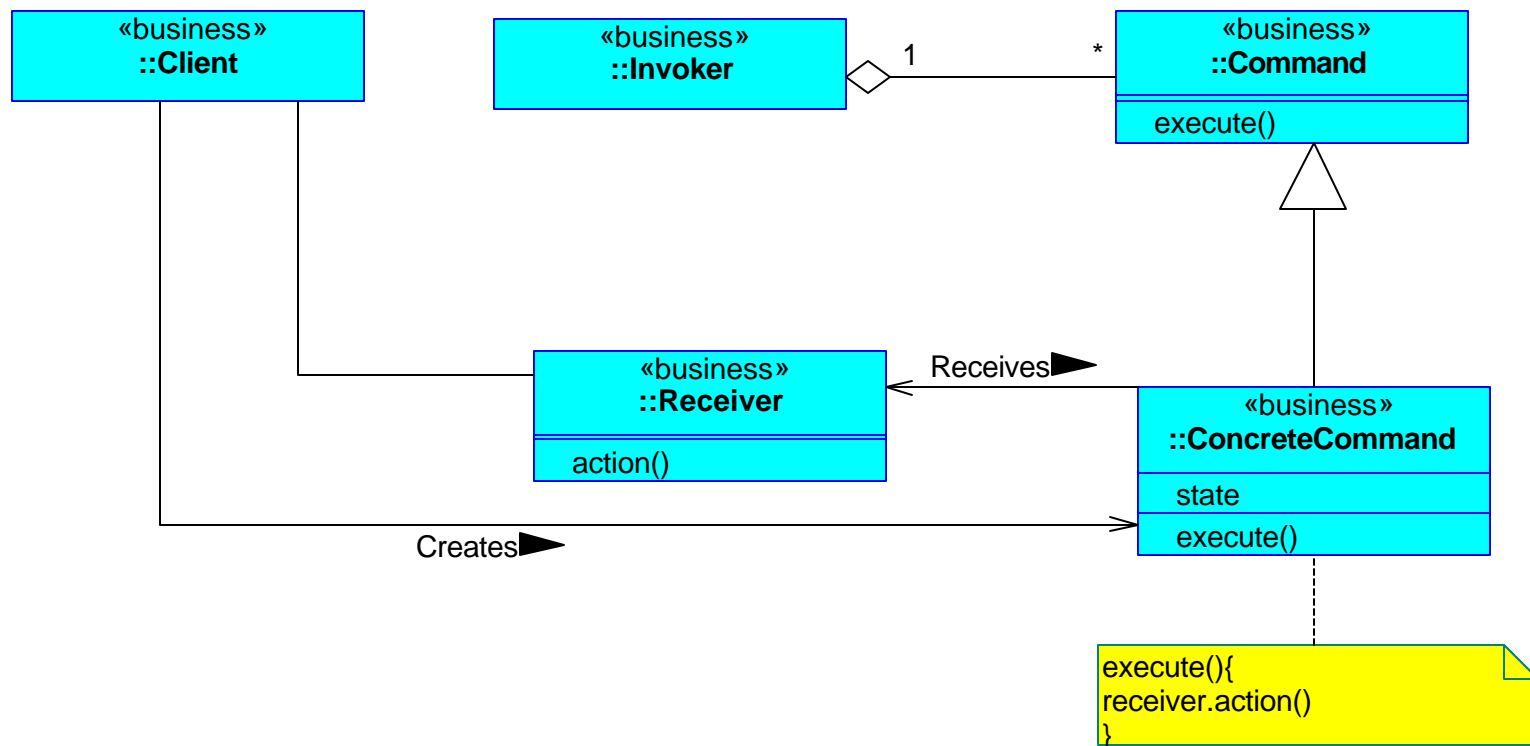 «business»
::Client
«business»
::Invoker
1
*
«business»
::Command
execute()
«business»
::Receiver
action()
Receives
«business»
::ConcreteCommand
state
execute()
Creates
execute(){
receiver.action()
}